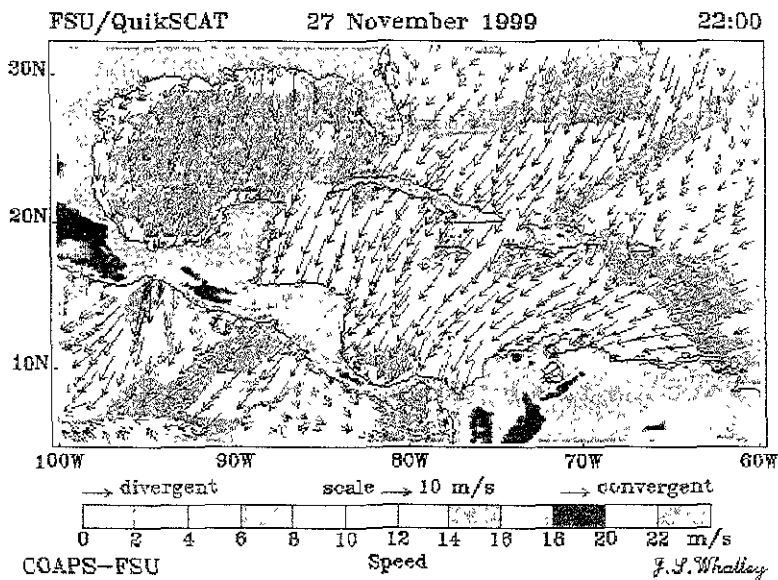 FSU/QuikSCAT 27 November 1999 22:00
30N
20N
10N
100W 90W 80W 70W 60W
divergent scale 10 m/s convergent
0 2 4 6 8 10 12 14 16 18 20 22 m/s
COAPS-FSU Speed J.S.Whalley